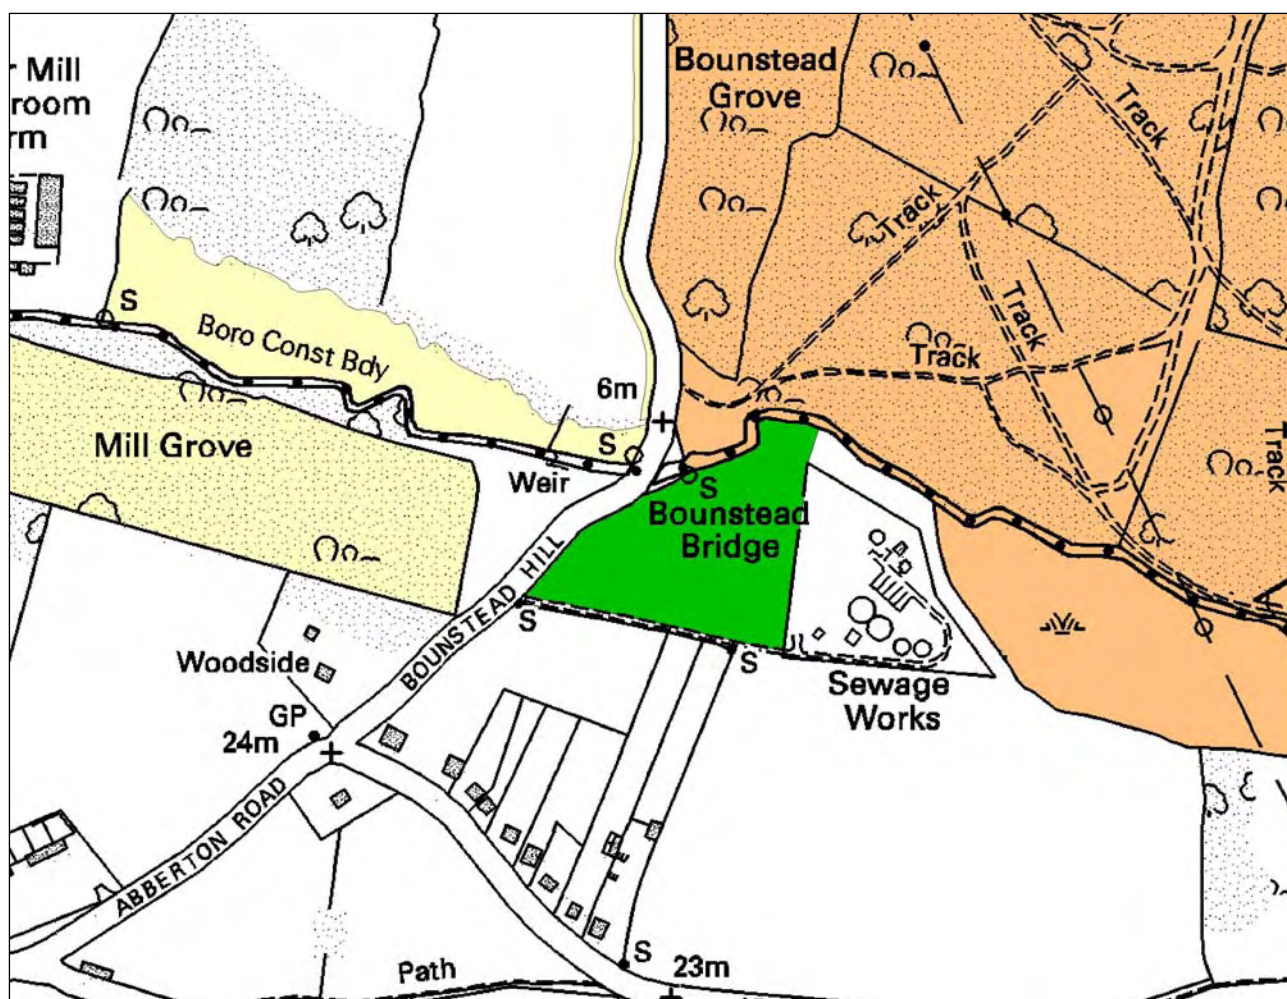 r Mill
room
rm
Bounstead
Grove
Track
Track
Track
Track
Track
S
Boro Const Bdy
6m
S
Mill Grove
Weir
S
Bounstead
Bridge
BOUNSTEAD HILL
S
S
Woodside
Sewage
Works
GP
24m
ABBERTON ROAD
S
Path
23m